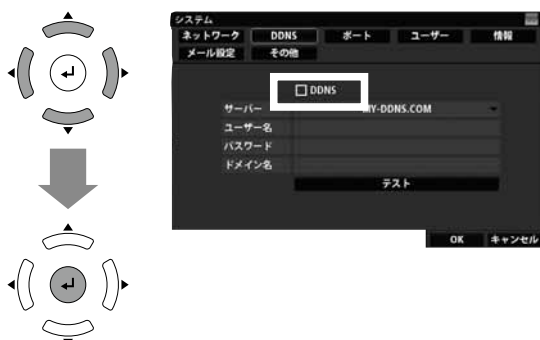 システム
ネットワーク DDNS ポート ユーザー 情報
メール設定 その他
DDNS
サーバー MY-DDNS.COM
ユーザー名
パスワード
ドメイン名
テスト
OK キャンセル